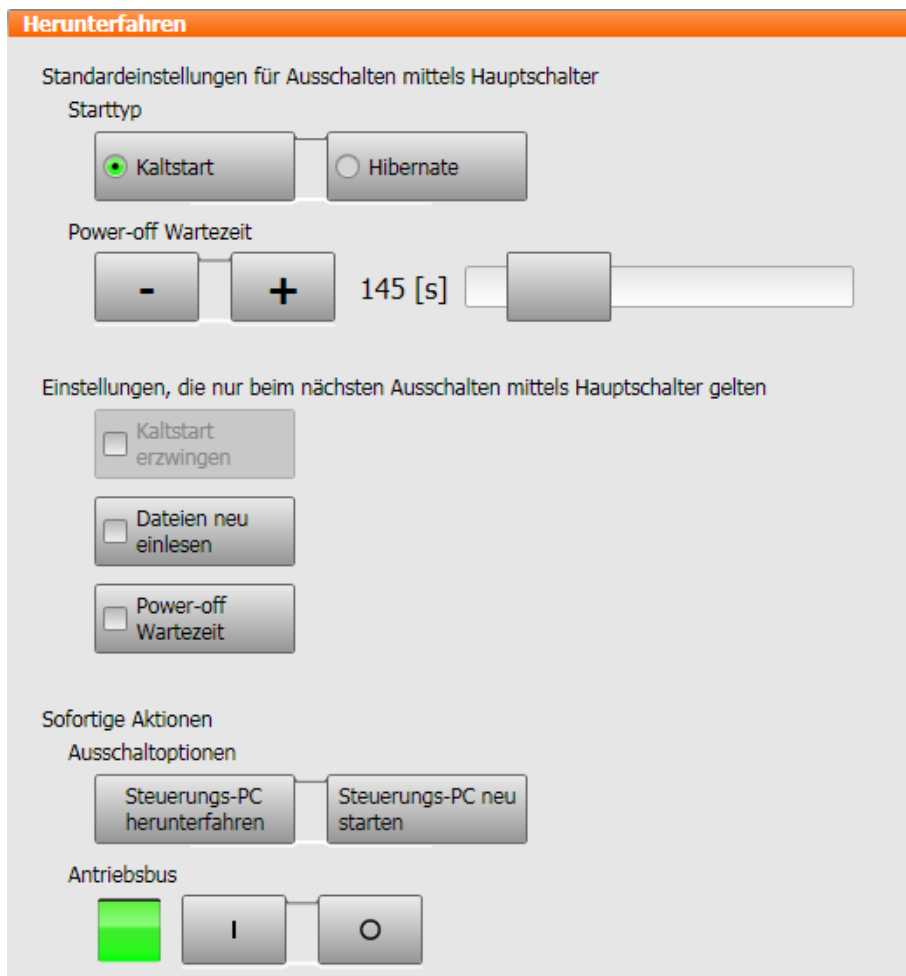 Herunterfahren
Standardeinstellungen für Ausschalten mittels Hauptschalter
Starttyp
Kaltstart
Hibernate
Power-off Wartezeit
- + 145 [s]
Einstellungen, die nur beim nächsten Ausschalten mittels Hauptschalter gelten
Kaltstart
erzwingen
Dateien neu
einlesen
Power-off
Wartezeit
Sofortige Aktionen
Ausschaltoptionen
Steuerungs-PC
herunterfahren
Steuerungs-PC neu
starten
Antriebsbus
I O